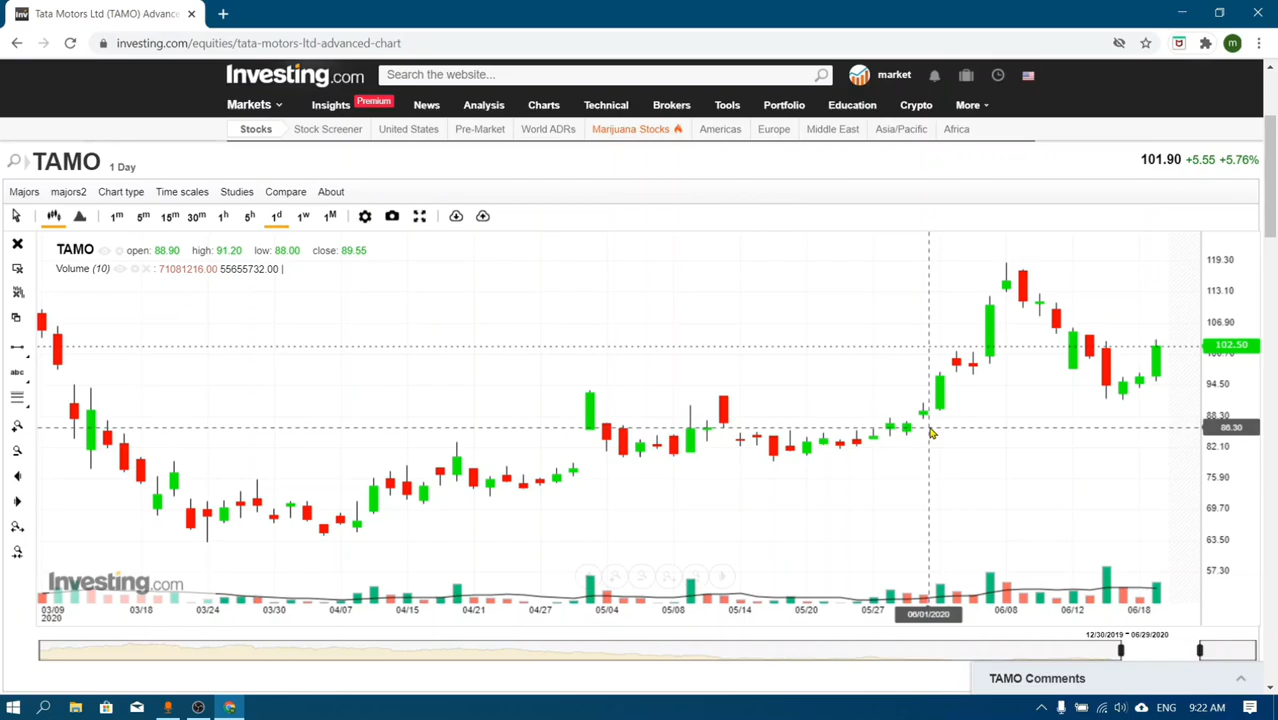 Inv Tata Motors Ltd (TAMO) Advance
investing.com/equities/tata-motors-ltd-advanced-chart
m
Investing.com
Search the website...
market
Markets Insights Premium News Analysis Charts Technical Brokers Tools Portfolio Education Crypto More
Stocks Stock Screener United States Pre-Market World ADRs Marijuana Stocks Americas Europe Middle East Asia/Pacific Africa
TAMO 1 Day
101.90 +5.55 +5.76%
Majors majors2 Chart type Time scales Studies Compare About
1m 5m 15m 30m 1h 5h 1d 1w 1M
TAMO open: 88.90 high: 91.20 low: 88.00 close: 89.55
Volume (10) : 71081216.00 55655732.00 |
abc
119.30
113.10
106.90
102.50
100.70
94.50
88.30
86.30
82.10
75.90
69.70
63.50
57.30
Investing.com
03/09 03/18 03/24 03/30 04/07 04/15 04/21 04/27 05/04 05/08 05/14 05/20 05/27 06/01/2020 06/08 06/12 06/18
2020
12/30/2019 - 06/29/2020
TAMO Comments
ENG 9:22 AM